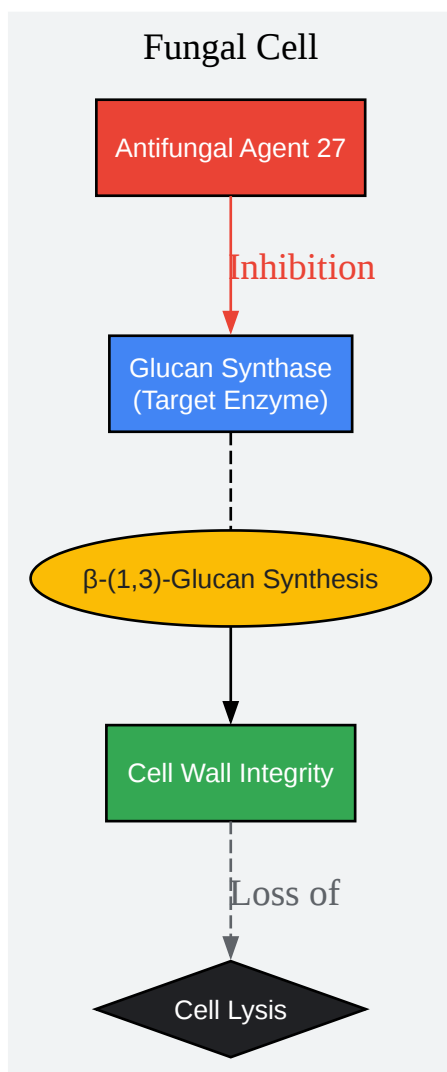 Fungal Cell
Antifungal Agent 27
Inhibition
Glucan Synthase
(Target Enzyme)
β-(1,3)-Glucan Synthesis
Cell Wall Integrity
Loss of
Cell Lysis